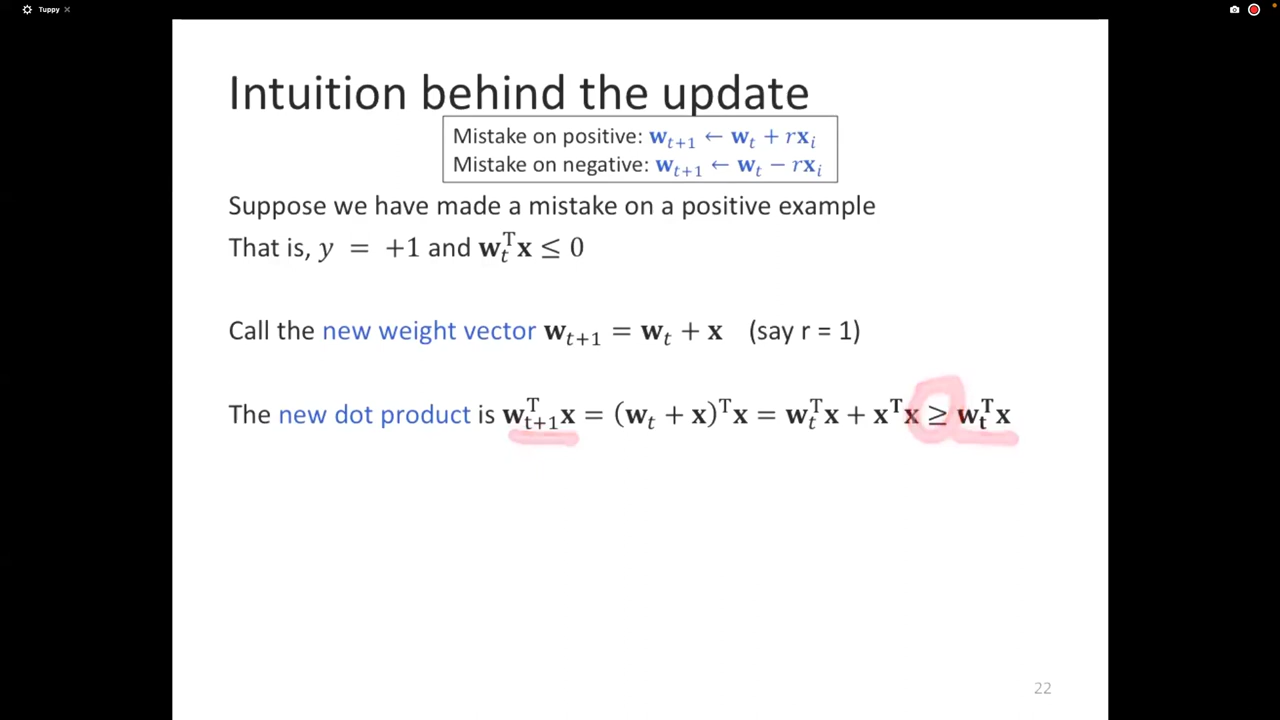 Tuppy ×
Intuition behind the update
Mistake on positive: 𝐰ₜ₊₁ ← 𝐰ₜ + r𝐱ᵢ
Mistake on negative: 𝐰ₜ₊₁ ← 𝐰ₜ − r𝐱ᵢ
Suppose we have made a mistake on a positive example
That is, y = +1 and 𝐰ₜᵀ𝐱 ≤ 0
Call the new weight vector 𝐰ₜ₊₁ = 𝐰ₜ + 𝐱 (say r = 1)
The new dot product is 𝐰ₜ₊₁ᵀ𝐱 = (𝐰ₜ + 𝐱)ᵀ𝐱 = 𝐰ₜᵀ𝐱 + 𝐱ᵀ𝐱 ≥ 𝐰ₜᵀ𝐱
22